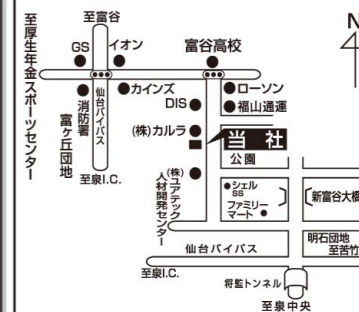 至富谷
至厚生年金スポーツセンター
GS
イオン
富谷高校
N
カインズ
ローソン
DIS
福山通運
消防署
仙台バイパス
富ヶ丘団地
(株)カルラ
当社
公園
至泉I.C.
(株)ユアテック
人材開発センター
シェル
SS
ファミリー
マート
新富谷大橋
仙台バイパス
明石団地
至苦竹
至泉I.C.
将監トンネル
至泉中央